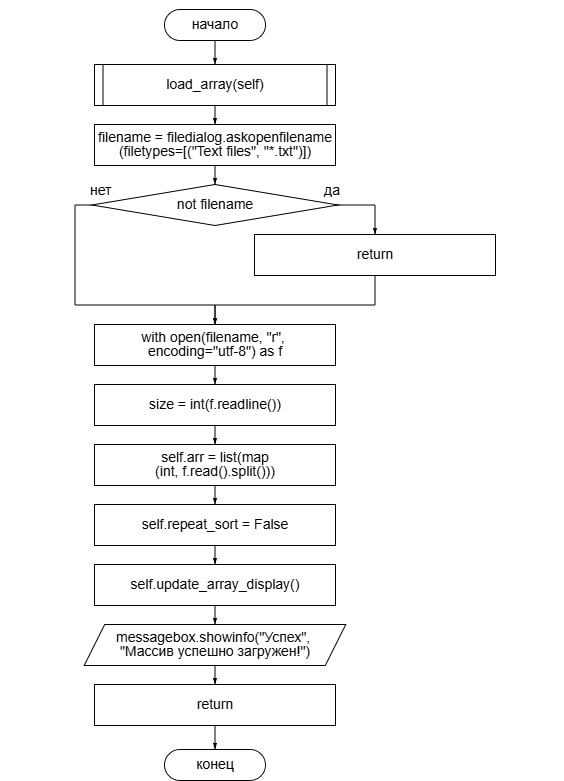 начало
load_array(self)
filename = filedialog.askopenfilename
(filetypes=[("Text files", "*.txt")])
нет
да
not filename
return
with open(filename, "r",
encoding="utf-8") as f
size = int(f.readline())
self.arr = list(map
(int, f.read().split()))
self.repeat_sort = False
self.update_array_display()
messagebox.showinfo("Успех",
"Массив успешно загружен!")
return
конец